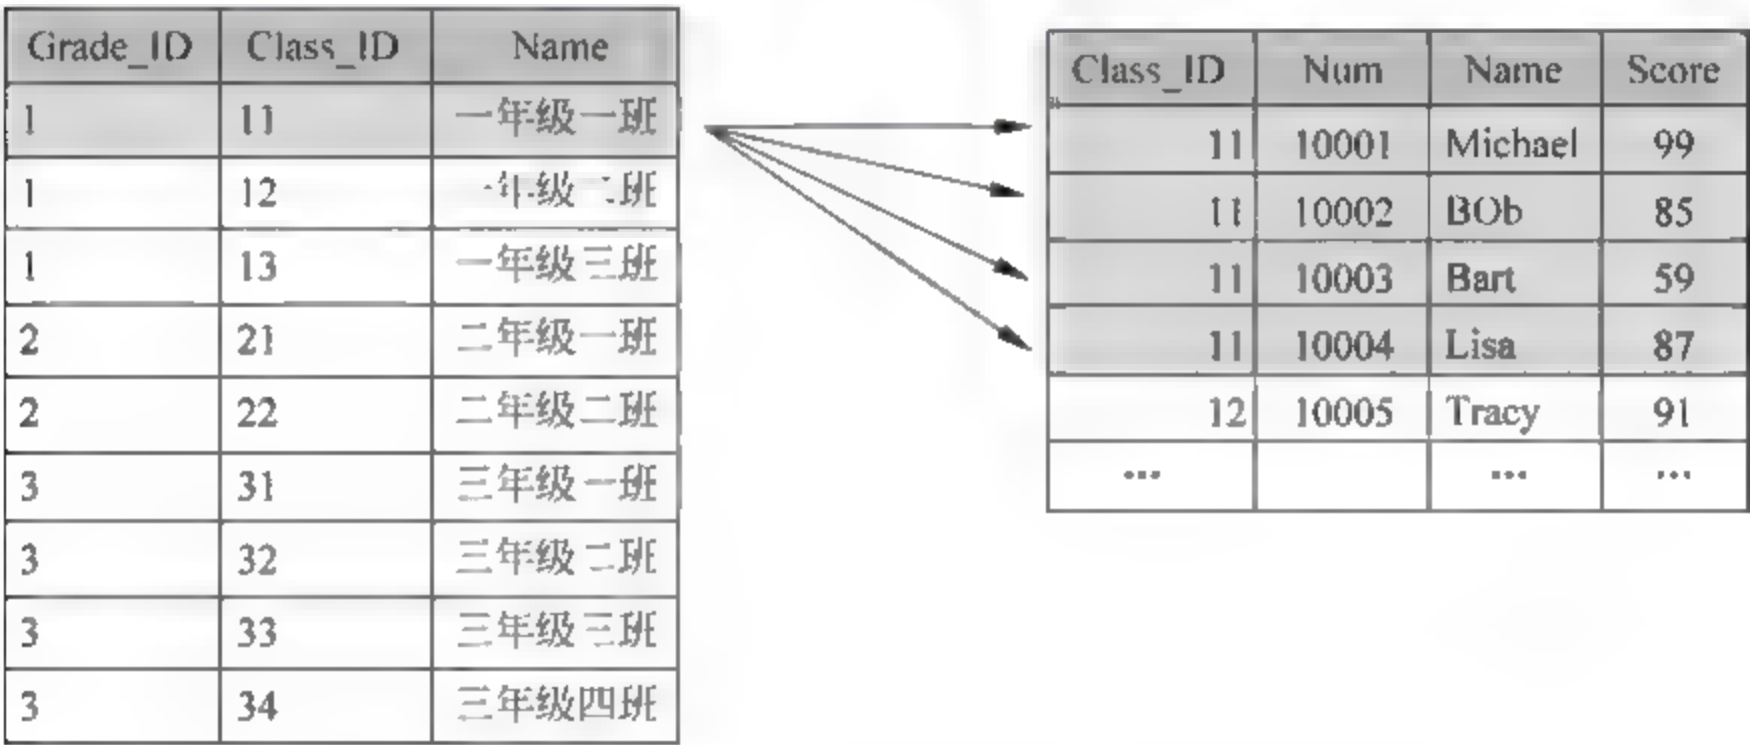 Grade_ID Class_ID Name
1 11 一年级一班
1 12 一年级二班
1 13 一年级三班
2 21 二年级一班
2 22 二年级二班
3 31 三年级一班
3 32 三年级二班
3 33 三年级三班
3 34 三年级四班
Class_ID Num Name Score
11 10001 Michael 99
11 10002 BOb 85
11 10003 Bart 59
11 10004 Lisa 87
12 10005 Tracy 91
... ... ...